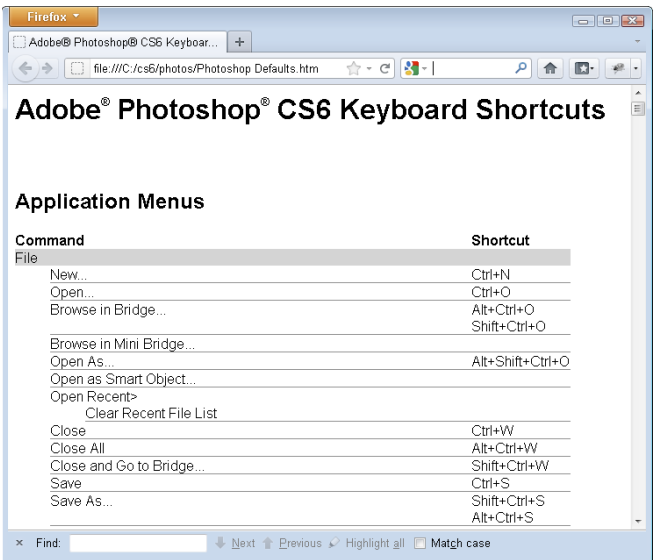 Firefox
Adobe® Photoshop® CS6 Keyboar... +
file:///C:/cs6/photos/Photoshop Defaults.htm
Adobe® Photoshop® CS6 Keyboard Shortcuts
Application Menus
Command Shortcut
File
New... Ctrl+N
Open... Ctrl+O
Browse in Bridge... Alt+Ctrl+O
Shift+Ctrl+O
Browse in Mini Bridge...
Open As... Alt+Shift+Ctrl+O
Open as Smart Object...
Open Recent>
Clear Recent File List
Close Ctrl+W
Close All Alt+Ctrl+W
Close and Go to Bridge... Shift+Ctrl+W
Save Ctrl+S
Save As... Shift+Ctrl+S
Alt+Ctrl+S
× Find: Next Previous Highlight all Match case